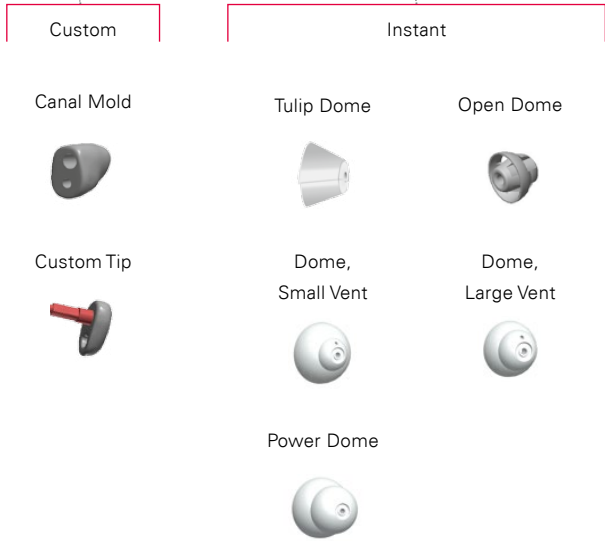 Custom
Instant
Canal Mold
Tulip Dome
Open Dome
Custom Tip
Dome,
Small Vent
Dome,
Large Vent
Power Dome